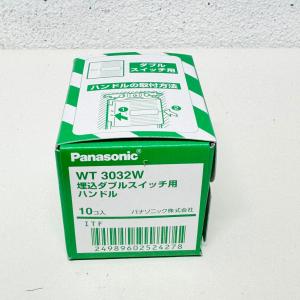 ダブル
スイッチ用
ハンドルの取付方法
Panasonic
WT 3032W
埋込ダブルスイッチ用
ハンドル
10コ入
パナソニック株式会社
ITF
24989602524278